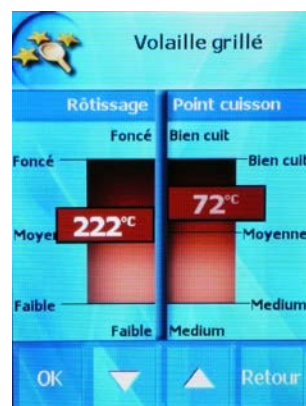 Volaille grillé
Rôtissage Point cuisson
Foncé Bien cuit
Foncé Bien cuit
72°C
222°C
Moyen Moyenne
Faible Medium
Faible Medium
OK Retour